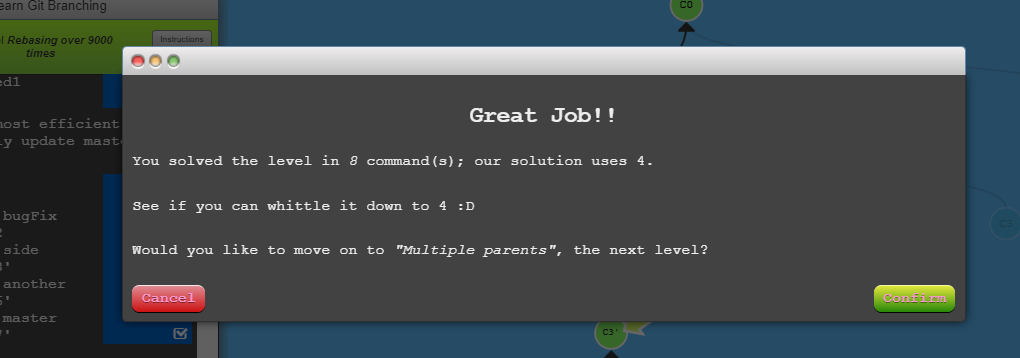 earn Git Branching
C0
l Rebasing over 9000
times
Instructions
Great Job!!
ed1
most efficient
ly update mast
You solved the level in 8 command(s); our solution uses 4.
See if you can whittle it down to 4 :D
bugFix
Would you like to move on to "Multiple parents", the next level?
side
another
Cancel
Confirm
master
C3'